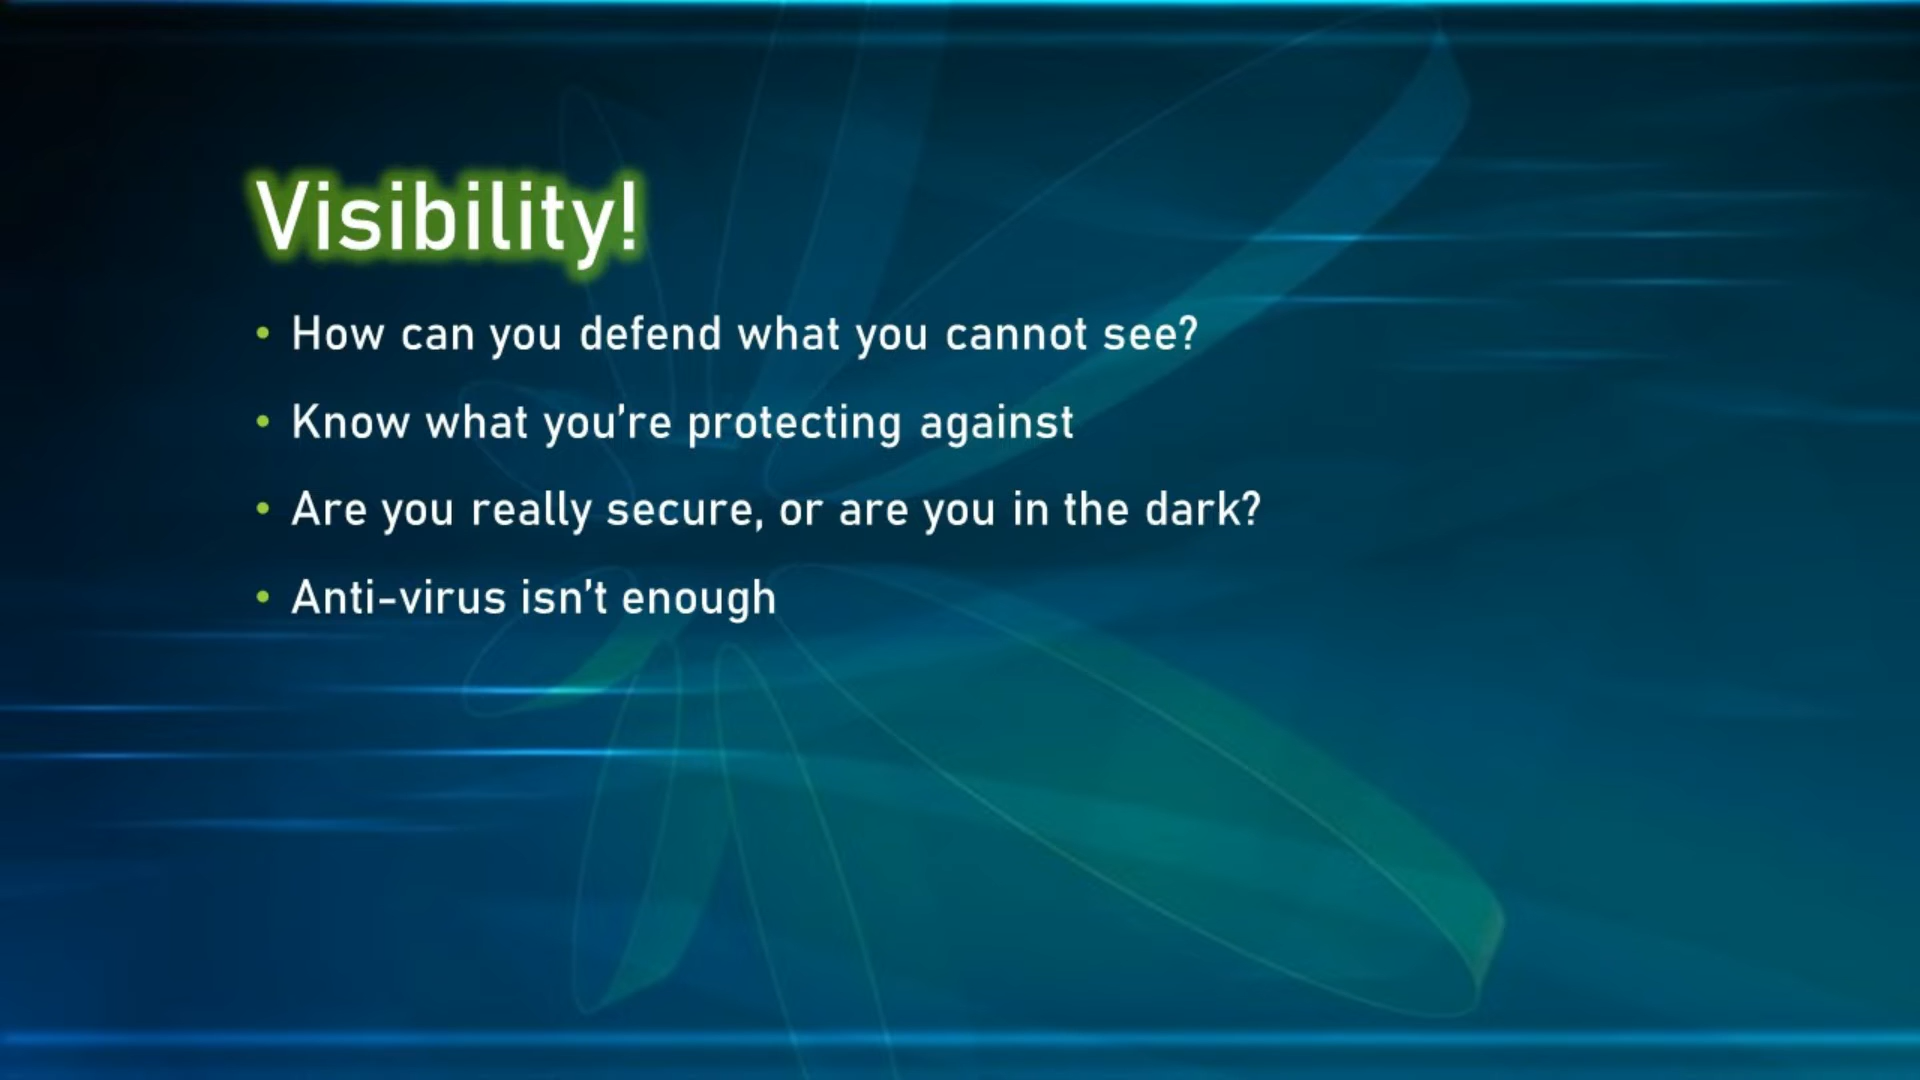 Visibility!
• How can you defend what you cannot see?
• Know what you’re protecting against
• Are you really secure, or are you in the dark?
• Anti-virus isn’t enough